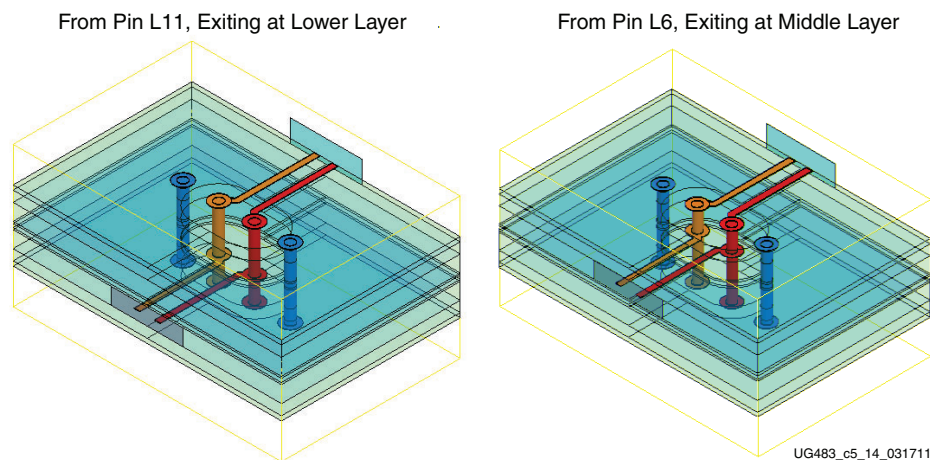 From Pin L11, Exiting at Lower Layer
From Pin L6, Exiting at Middle Layer
UG483_c5_14_031711